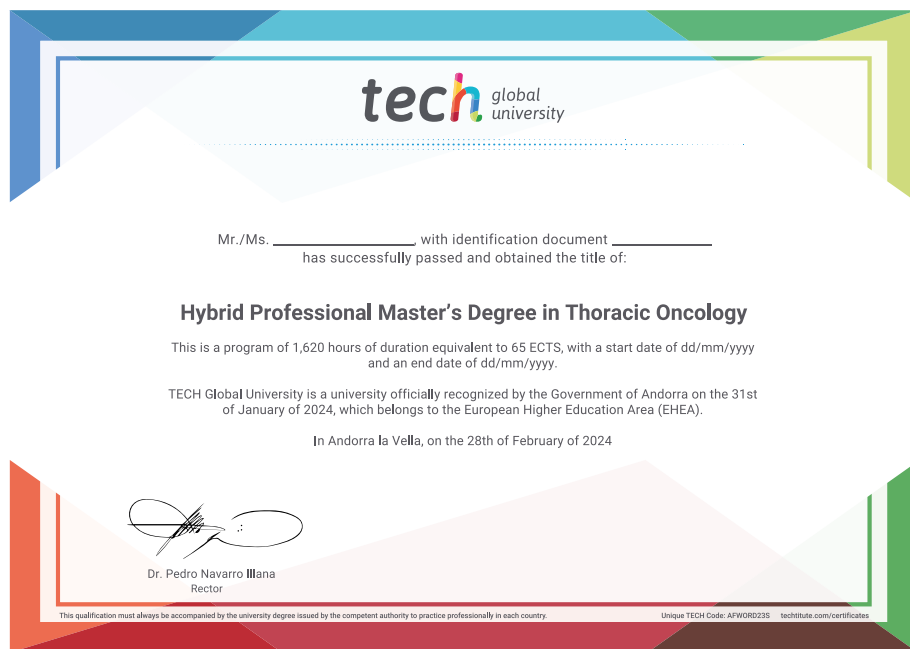 tech global
university
Mr./Ms. ________________, with identification document ____________
has successfully passed and obtained the title of:
Hybrid Professional Master's Degree in Thoracic Oncology
This is a program of 1,620 hours of duration equivalent to 65 ECTS, with a start date of dd/mm/yyyy
and an end date of dd/mm/yyyy.
TECH Global University is a university officially recognized by the Government of Andorra on the 31st
of January of 2024, which belongs to the European Higher Education Area (EHEA).
In Andorra la Vella, on the 28th of February of 2024
Dr. Pedro Navarro Illana
Rector
This qualification must always be accompanied by the university degree issued by the competent authority to practice professionally in each country.
Unique TECH Code: AFWORD23S techtitute.com/certificates